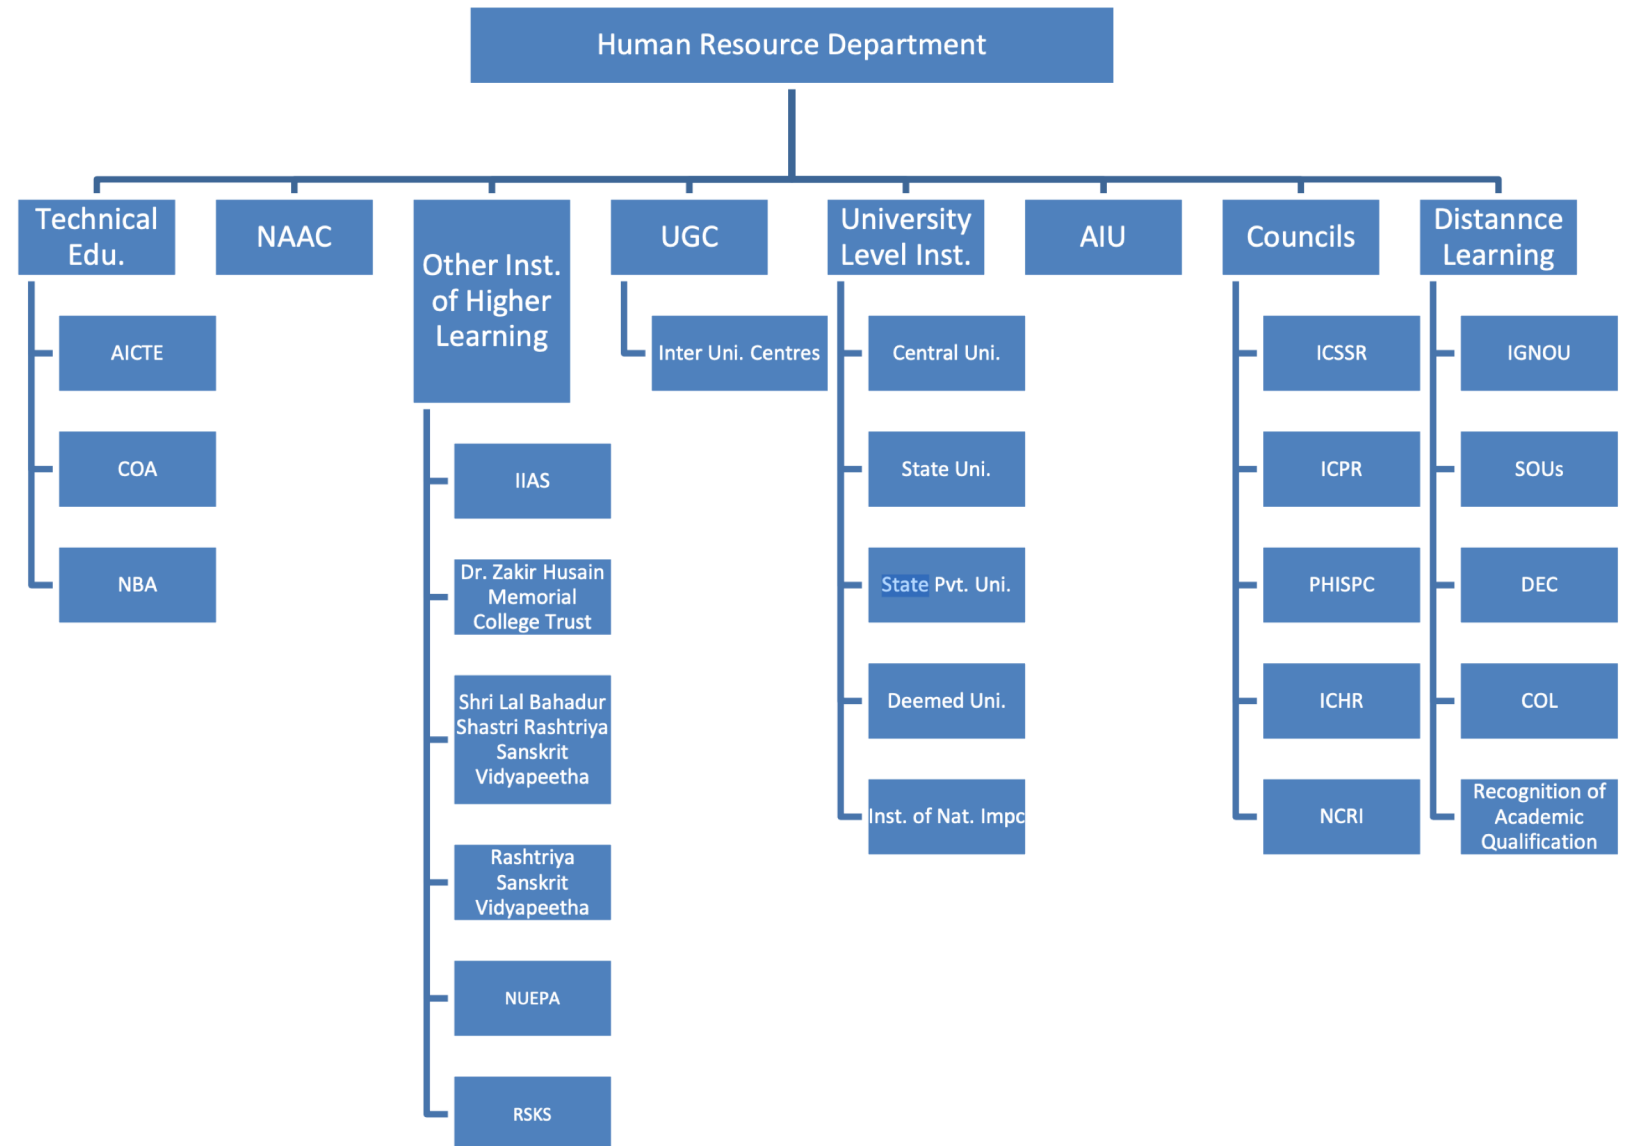 Human Resource Department
Technical
Edu.
AICTE
COA
NBA
NAAC
Other Inst.
of Higher
Learning
IIAS
Dr. Zakir Husain
Memorial
College Trust
Shri Lal Bahadur
Shastri Rashtriya
Sanskrit
Vidyapeetha
Rashtriya
Sanskrit
Vidyapeetha
NUEPA
RSKS
UGC
Inter Uni. Centres
University
Level Inst.
Central Uni.
State Uni.
State Pvt. Uni.
Deemed Uni.
Inst. of Nat. Impc
AIU
Councils
ICSSR
ICPR
PHISPC
ICHR
NCRI
Distannce
Learning
IGNOU
SOUs
DEC
COL
Recognition of
Academic
Qualification